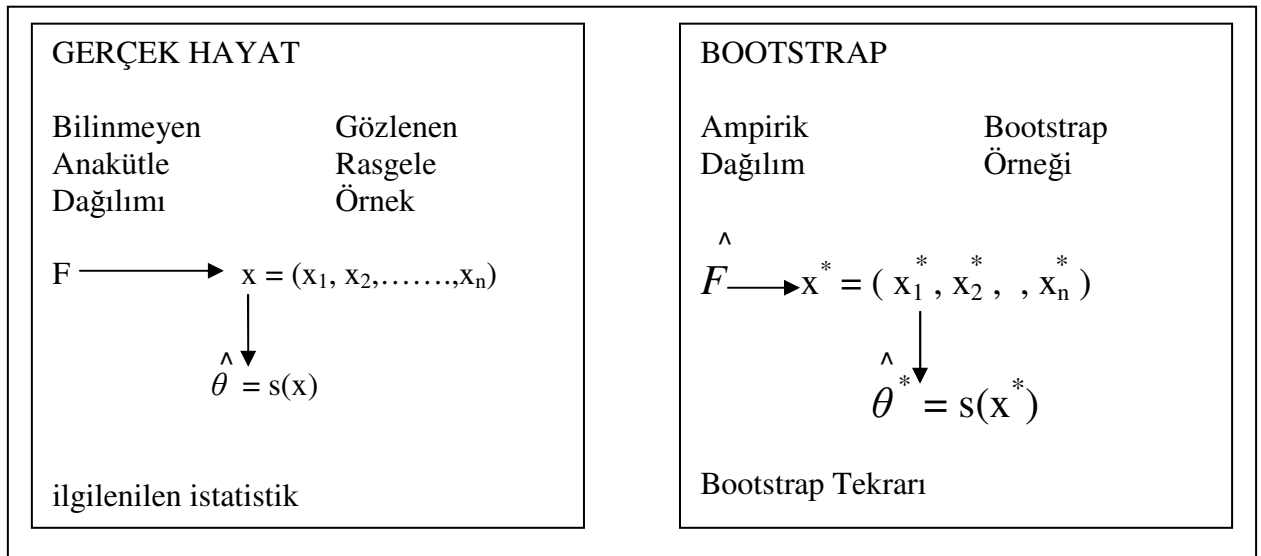 GERÇEK HAYAT
Bilinmeyen Gözlenen
Anakütle Rasgele
Dağılımı Örnek
F x = (x₁, x₂,.......,xₙ)
^
θ = s(x)
ilgilenilen istatistik
BOOTSTRAP
Ampirik Bootstrap
Dağılım Örneği
^
F x* = ( x₁*, x₂*, , xₙ* )
^
θ* = s(x*)
Bootstrap Tekrarı